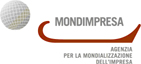 MONDIMPRESA
AGENZIA
PER LA MONDIALIZZAZIONE
DELL'IMPRESA